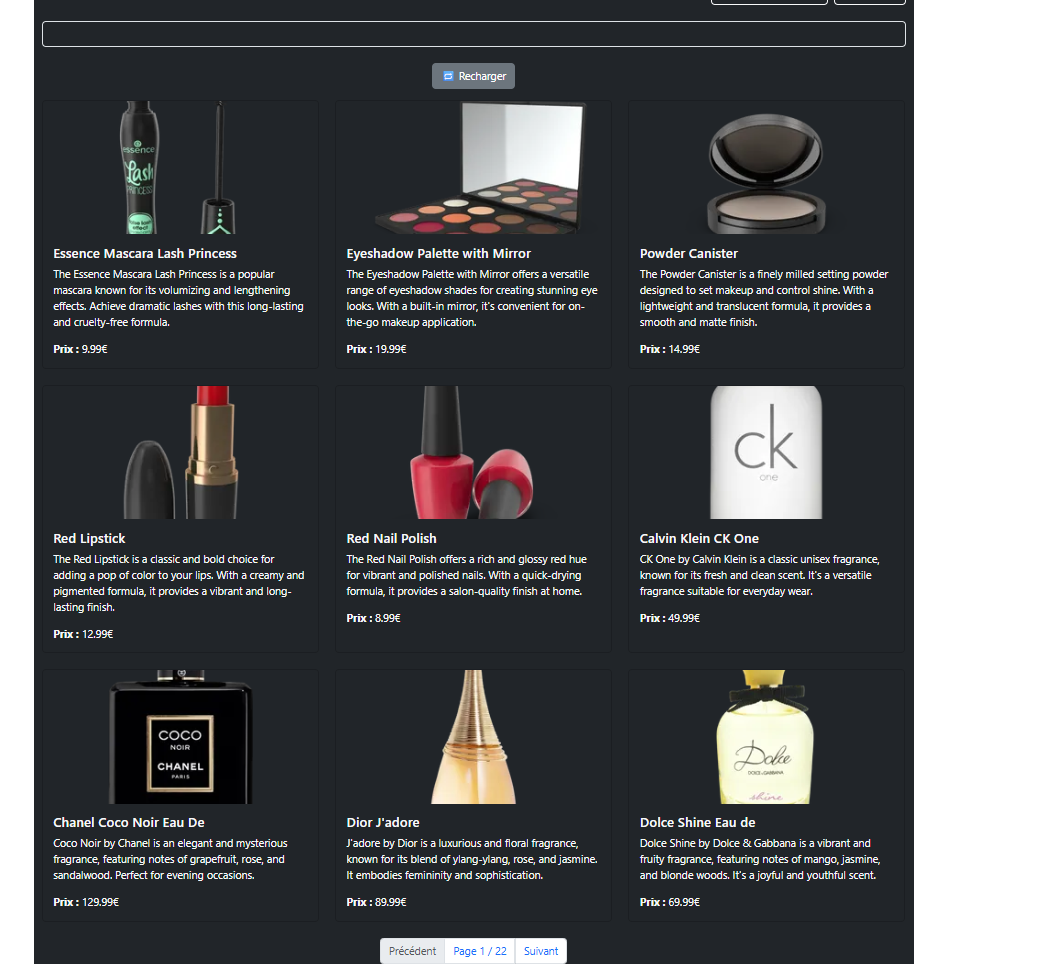 Recharger
essence
Lash
PRINCESS
Essence Mascara Lash Princess
The Essence Mascara Lash Princess is a popular
mascara known for its volumizing and lengthening
effects. Achieve dramatic lashes with this long-lasting
and cruelty-free formula.
Prix : 9.99€
Eyeshadow Palette with Mirror
The Eyeshadow Palette with Mirror offers a versatile
range of eyeshadow shades for creating stunning eye
looks. With a built-in mirror, it's convenient for on-
the-go makeup application.
Prix : 19.99€
Powder Canister
The Powder Canister is a finely milled setting powder
designed to set makeup and control shine. With a
lightweight and translucent formula, it provides a
smooth and matte finish.
Prix : 14.99€
Red Lipstick
The Red Lipstick is a classic and bold choice for
adding a pop of color to your lips. With a creamy and
pigmented formula, it provides a vibrant and long-
lasting finish.
Prix : 12.99€
Red Nail Polish
The Red Nail Polish offers a rich and glossy red hue
for vibrant and polished nails. With a quick-drying
formula, it provides a salon-quality finish at home.
Prix : 8.99€
ck
one
Calvin Klein CK One
CK One by Calvin Klein is a classic unisex fragrance,
known for its fresh and clean scent. It's a versatile
fragrance suitable for everyday wear.
Prix : 49.99€
COCO
NOIR
CHANEL
PARIS
Chanel Coco Noir Eau De
Coco Noir by Chanel is an elegant and mysterious
fragrance, featuring notes of grapefruit, rose, and
sandalwood. Perfect for evening occasions.
Prix : 129.99€
Dior J'adore
J'adore by Dior is a luxurious and floral fragrance,
known for its blend of ylang-ylang, rose, and jasmine.
It embodies femininity and sophistication.
Prix : 89.99€
Dolce
DOLCE & GABBANA
shine
Dolce Shine Eau de
Dolce Shine by Dolce & Gabbana is a vibrant and
fruity fragrance, featuring notes of mango, jasmine,
and blonde woods. It's a joyful and youthful scent.
Prix : 69.99€
Précédent Page 1 / 22 Suivant